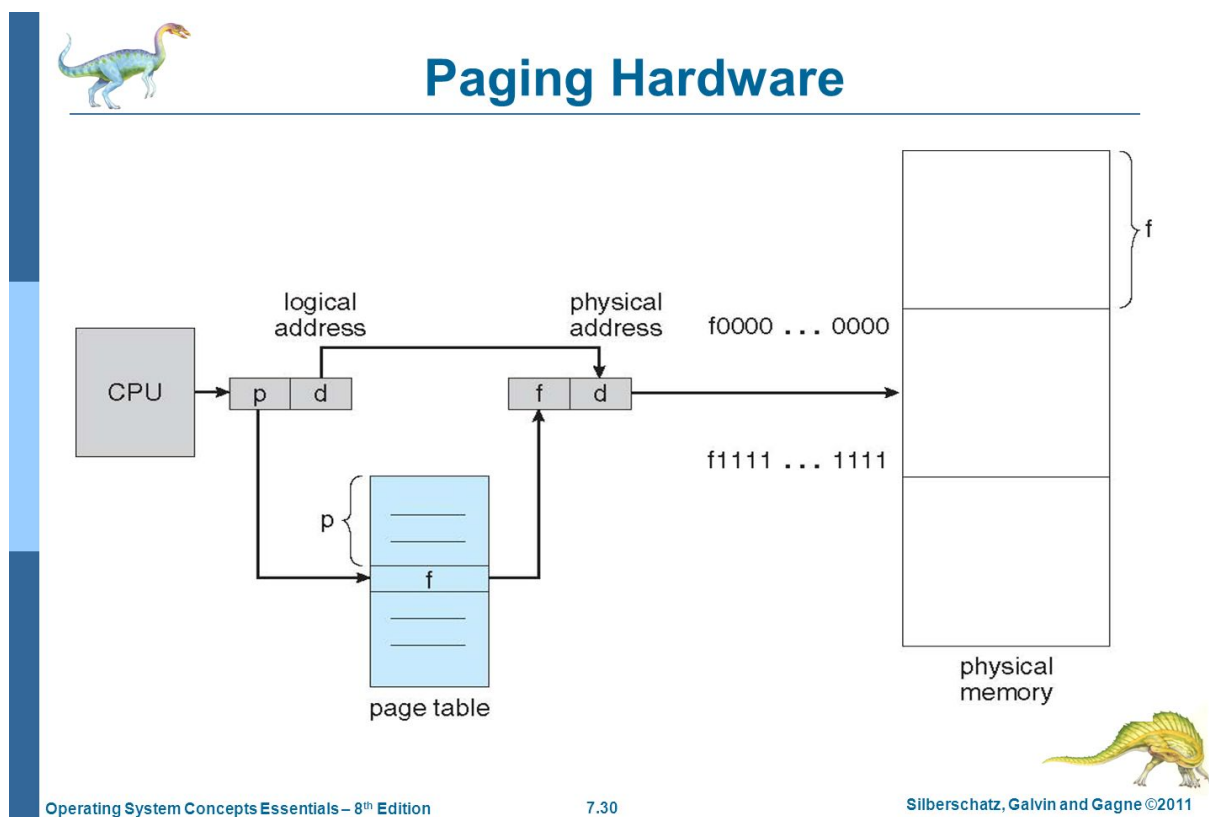 Paging Hardware
logical
address
physical
address
f0000 ... 0000
f
CPU
p d
f d
f1111 ... 1111
p
f
page table
physical
memory
Operating System Concepts Essentials – 8th Edition
7.30
Silberschatz, Galvin and Gagne ©2011